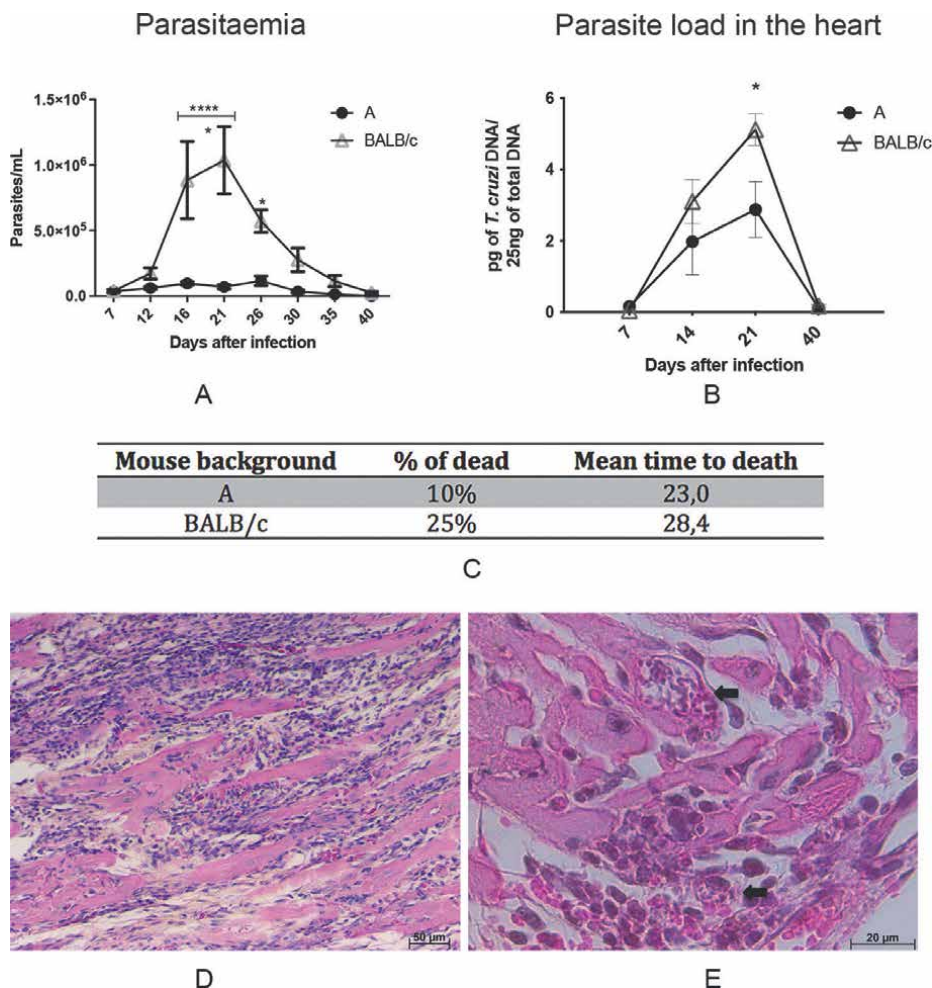 Parasitaemia
Parasites/mL
1.5×10⁶
1.0×10⁶
5.0×10⁵
0.0
****
*
*
A
BALB/c
7 12 16 21 26 30 35 40
Days after infection
A
Parasite load in the heart
pg of T. cruzi DNA/
25ng of total DNA
6
4
2
0
*
A
BALB/c
7 14 21 40
Days after infection
B
Mouse background % of dead Mean time to death
A 10% 23,0
BALB/c 25% 28,4
C
50 µm
D
20 µm
E